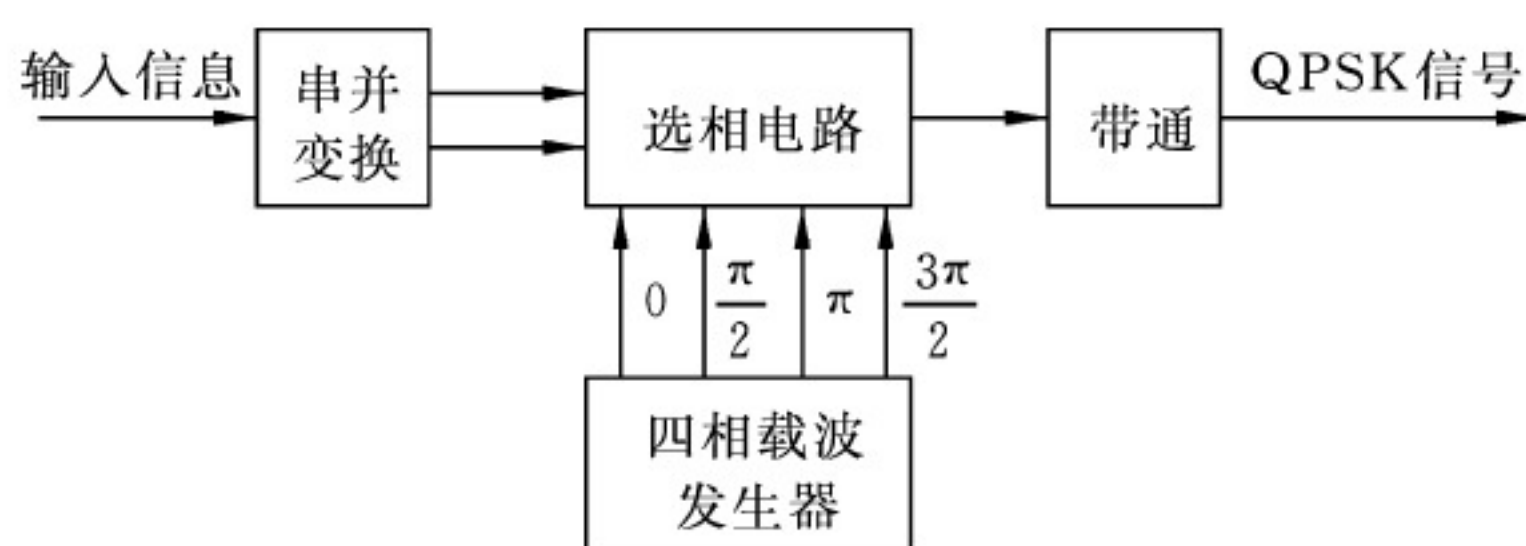 输入信息
串并
变换
选相电路
带通
QPSK信号
0
π/2
π
3π/2
四相载波
发生器